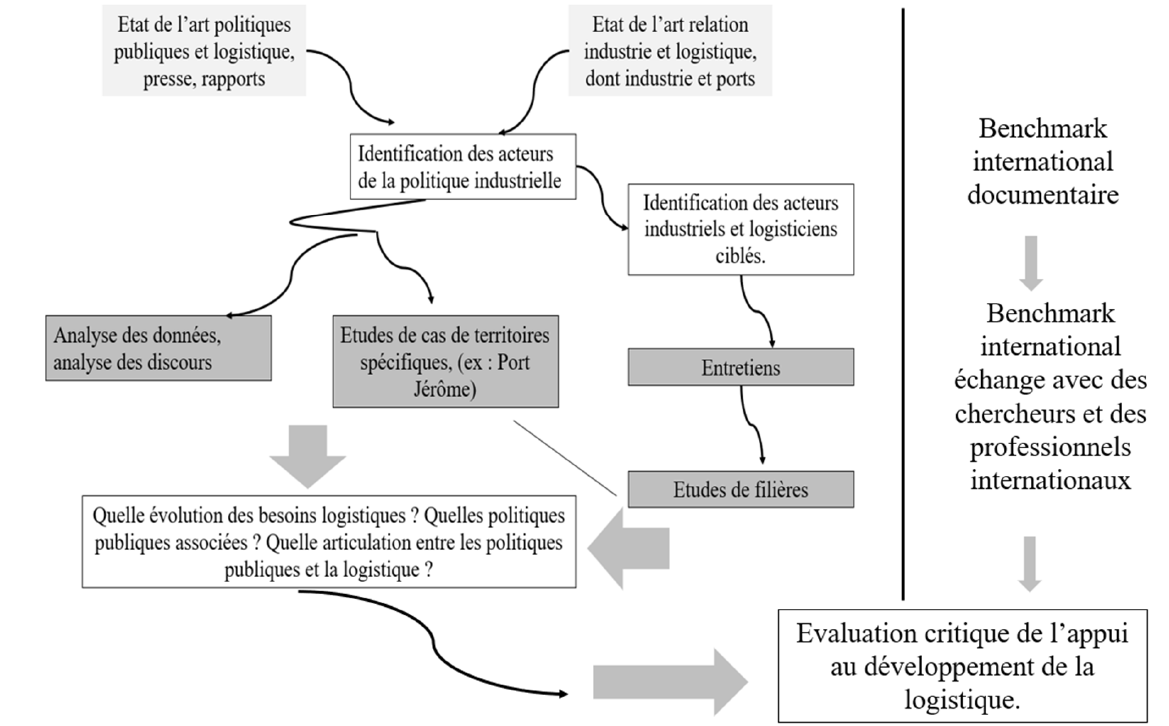 Etat de l’art politiques
publiques et logistique,
presse, rapports
Etat de l’art relation
industrie et logistique,
dont industrie et ports
Identification des acteurs
de la politique industrielle
Identification des acteurs
industriels et logisticiens
ciblés.
Analyse des données,
analyse des discours
Etudes de cas de territoires
spécifiques, (ex : Port
Jérôme)
Entretiens
Etudes de filières
Quelle évolution des besoins logistiques ? Quelles politiques
publiques associées ? Quelle articulation entre les politiques
publiques et la logistique ?
Benchmark
international
documentaire
Benchmark
international
échange avec des
chercheurs et des
professionnels
internationaux
Evaluation critique de l’appui
au développement de la
logistique.